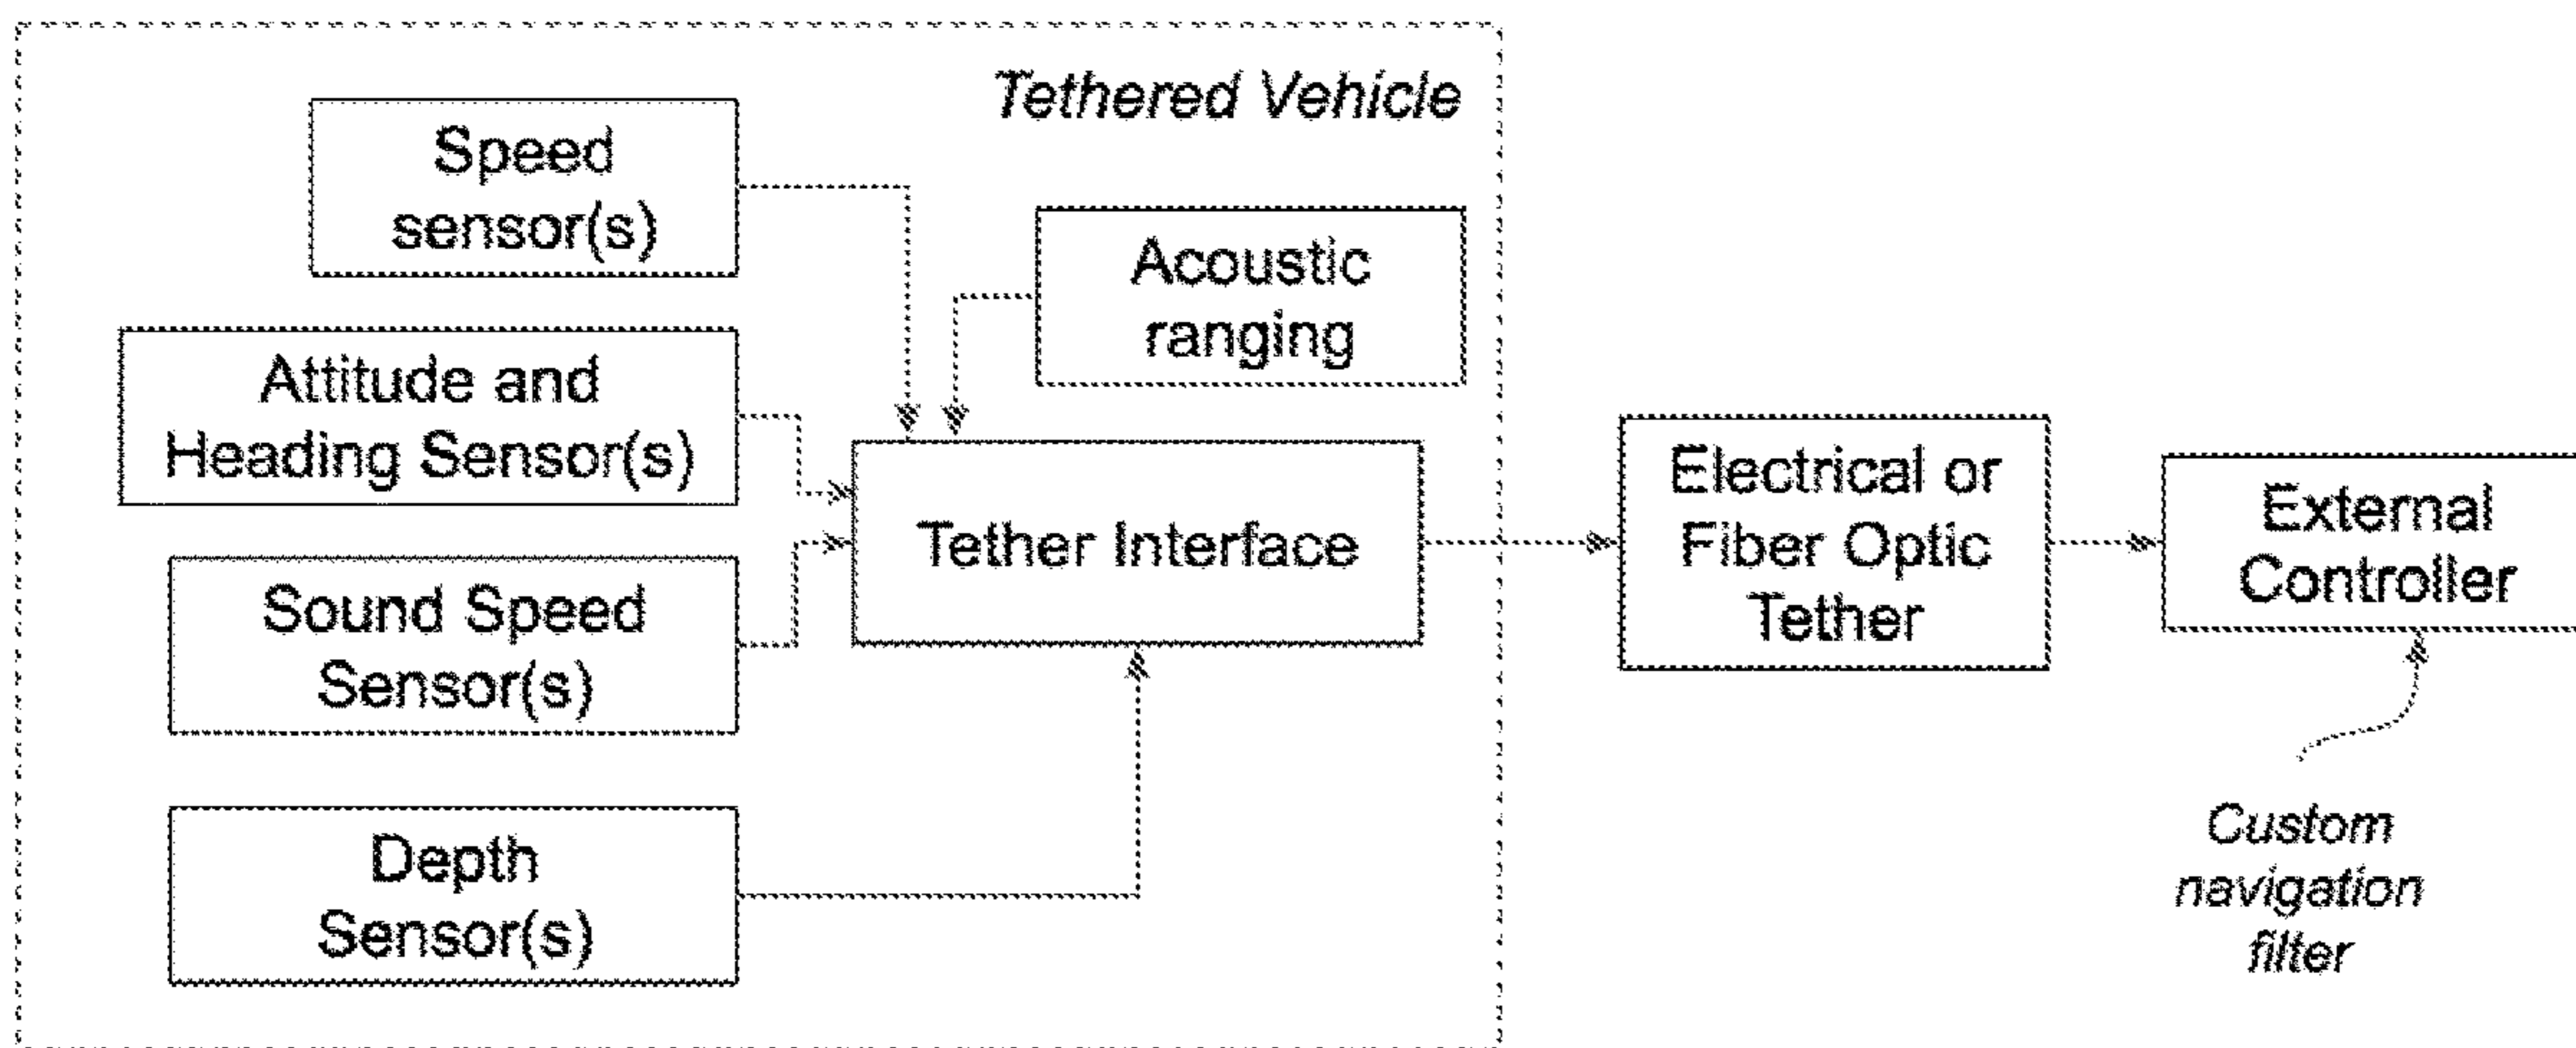 Tethered Vehicle
Speed
sensor(s)
Acoustic
ranging
Attitude and
Heading Sensor(s)
Tether Interface
Sound Speed
Sensor(s)
Depth
Sensor(s)
Electrical or
Fiber Optic
Tether
External
Controller
Custom
navigation
filter